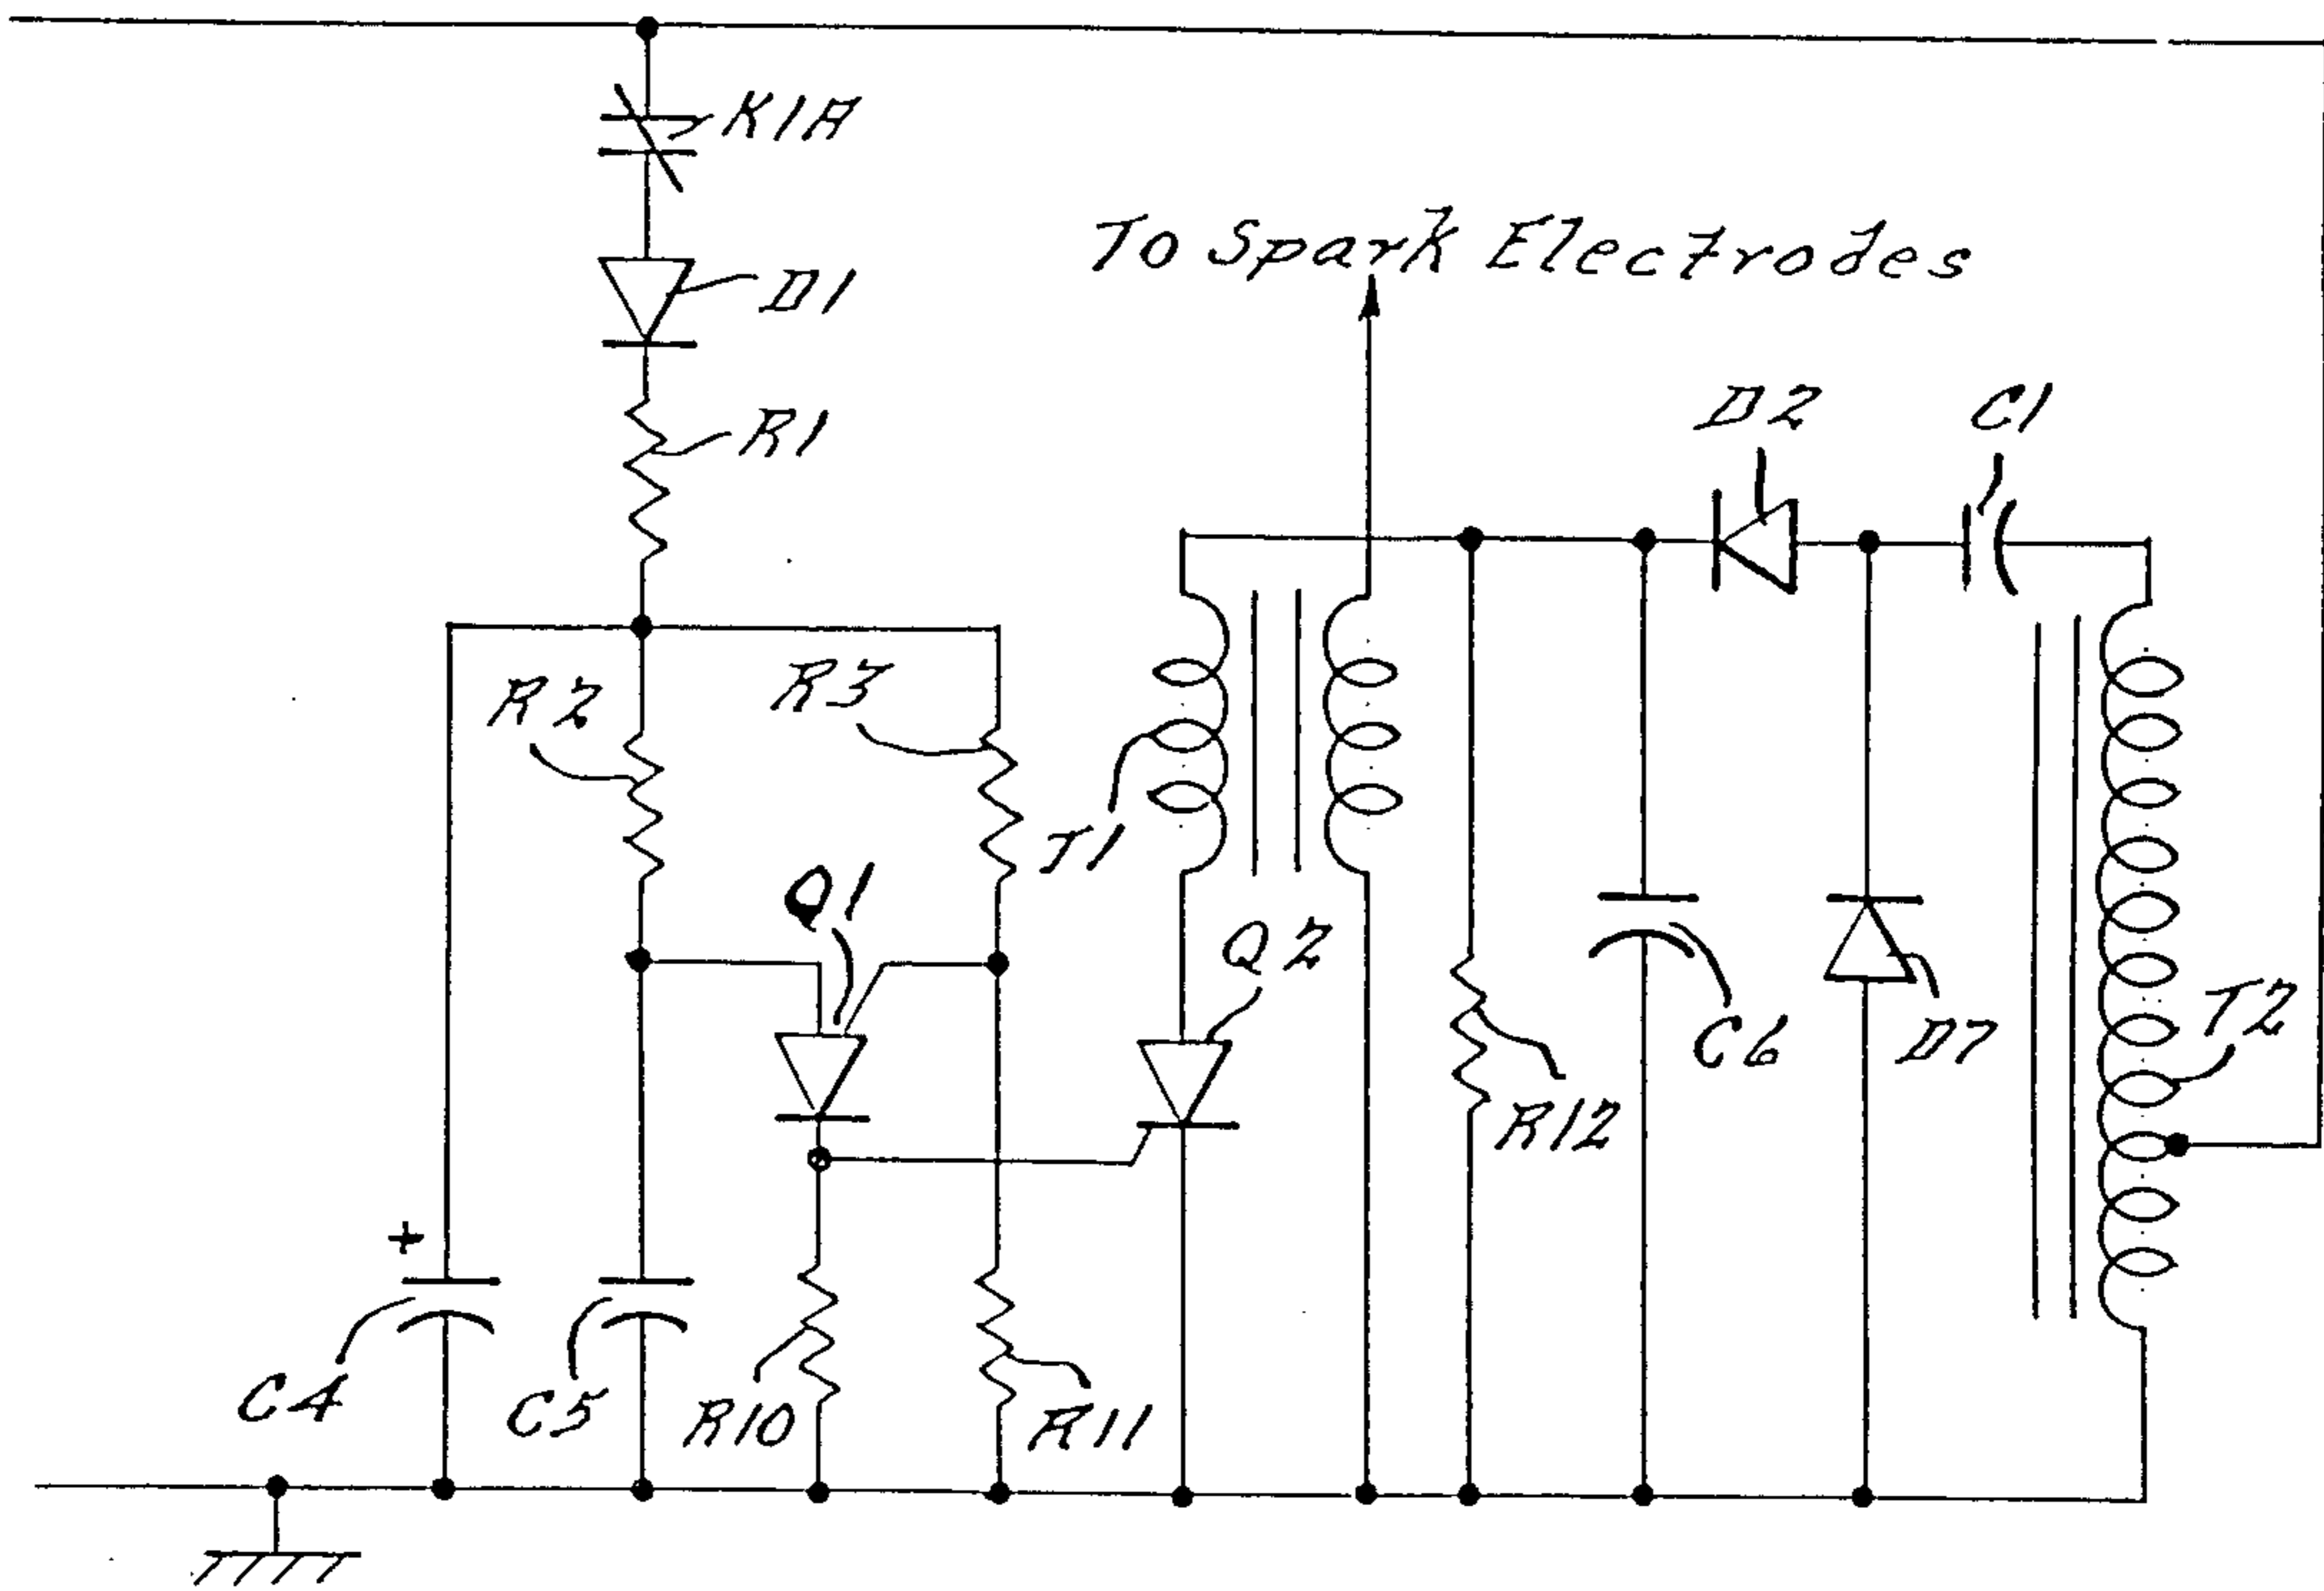 K1A
To Spark Electrodes
D1
D2
C1
R1
R2
R3
T1
Q1
Q2
T2
C6
D7
R12
+
C4
C5
R10
R11